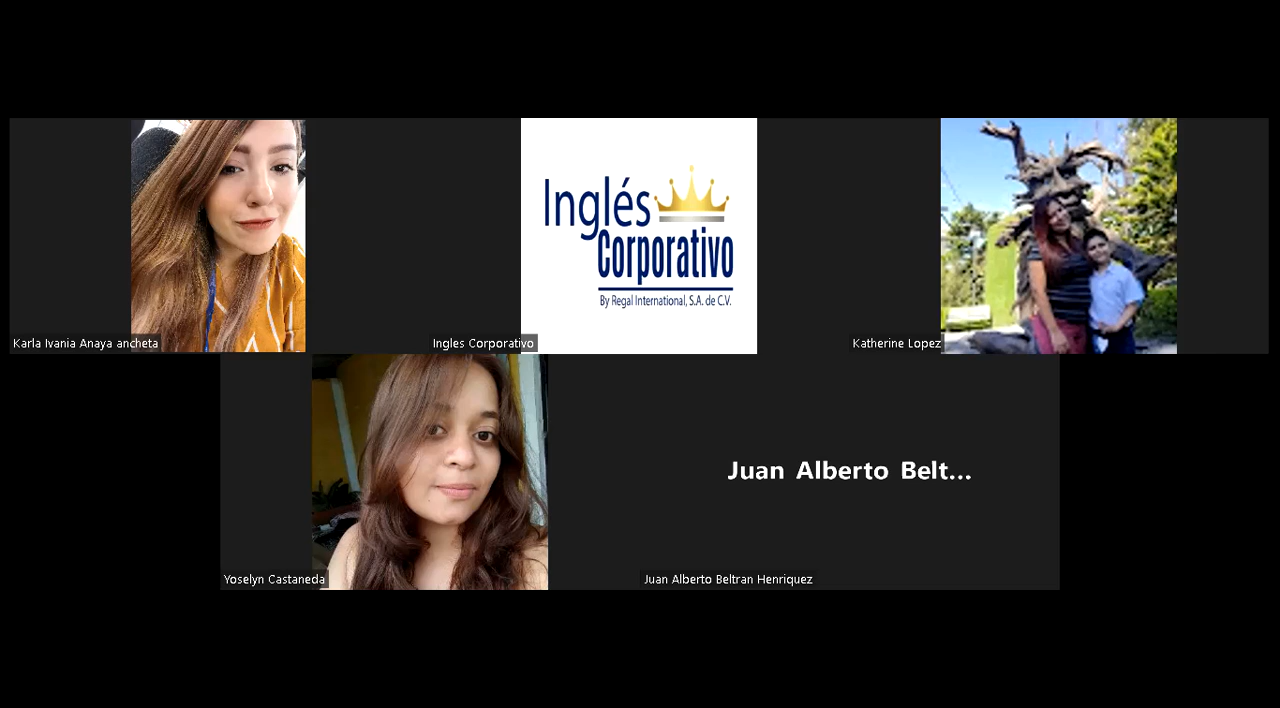 Inglés
Corporativo
By Regal International, S.A. de C.V.
Karla Ivania Anaya ancheta
Ingles Corporativo
Katherine Lopez
Juan Alberto Belt...
Yoselyn Castaneda
Juan Alberto Beltran Henriquez